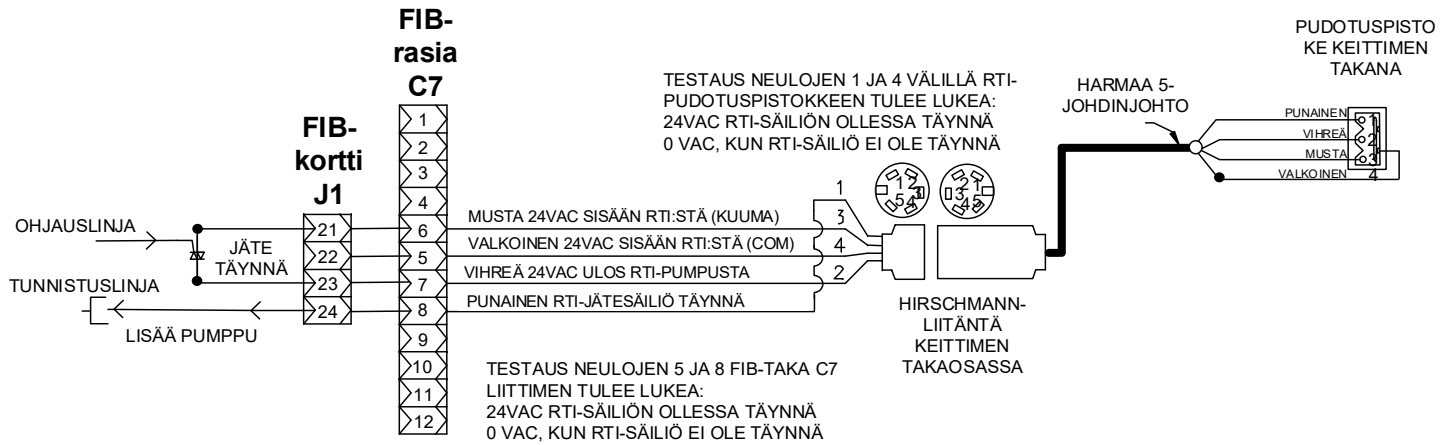 FIB-
rasia
C7
1
2
3
4
6
5
7
8
9
10
11
12
FIB-
kortti
J1
21
22
23
24
OHJAUSLINJA
JÄTE
TÄYNNÄ
TUNNISTUSLINJA
LISÄÄ PUMPPU
MUSTA 24VAC SISÄÄN RTI:STÄ (KUUMA)
VALKOINEN 24VAC SISÄÄN RTI:STÄ (COM)
VIHREÄ 24VAC ULOS RTI-PUMPUSTA
PUNAINEN RTI-JÄTESÄILIÖ TÄYNNÄ
TESTAUS NEULOJEN 5 JA 8 FIB-TAKA C7
LIITTIMEN TULEE LUKEA:
24VAC RTI-SÄILIÖN OLLESSA TÄYNNÄ
0 VAC, KUN RTI-SÄILIÖ EI OLE TÄYNNÄ
TESTAUS NEULOJEN 1 JA 4 VÄLILLÄ RTI-
PUDOTUSPISTOKKEEN TULEE LUKEA:
24VAC RTI-SÄILIÖN OLLESSA TÄYNNÄ
0 VAC, KUN RTI-SÄILIÖ EI OLE TÄYNNÄ
1
3
4
2
12
3
54
21
3
45
HIRSCHMANN-
LIITÄNTÄ
KEITTIMEN
TAKAOSASSA
HARMAA 5-
JOHDINJOHTO
PUDOTUSPISTO
KE KEITTIMEN
TAKANA
PUNAINEN 1
VIHREÄ 2
MUSTA 3
VALKOINEN 4